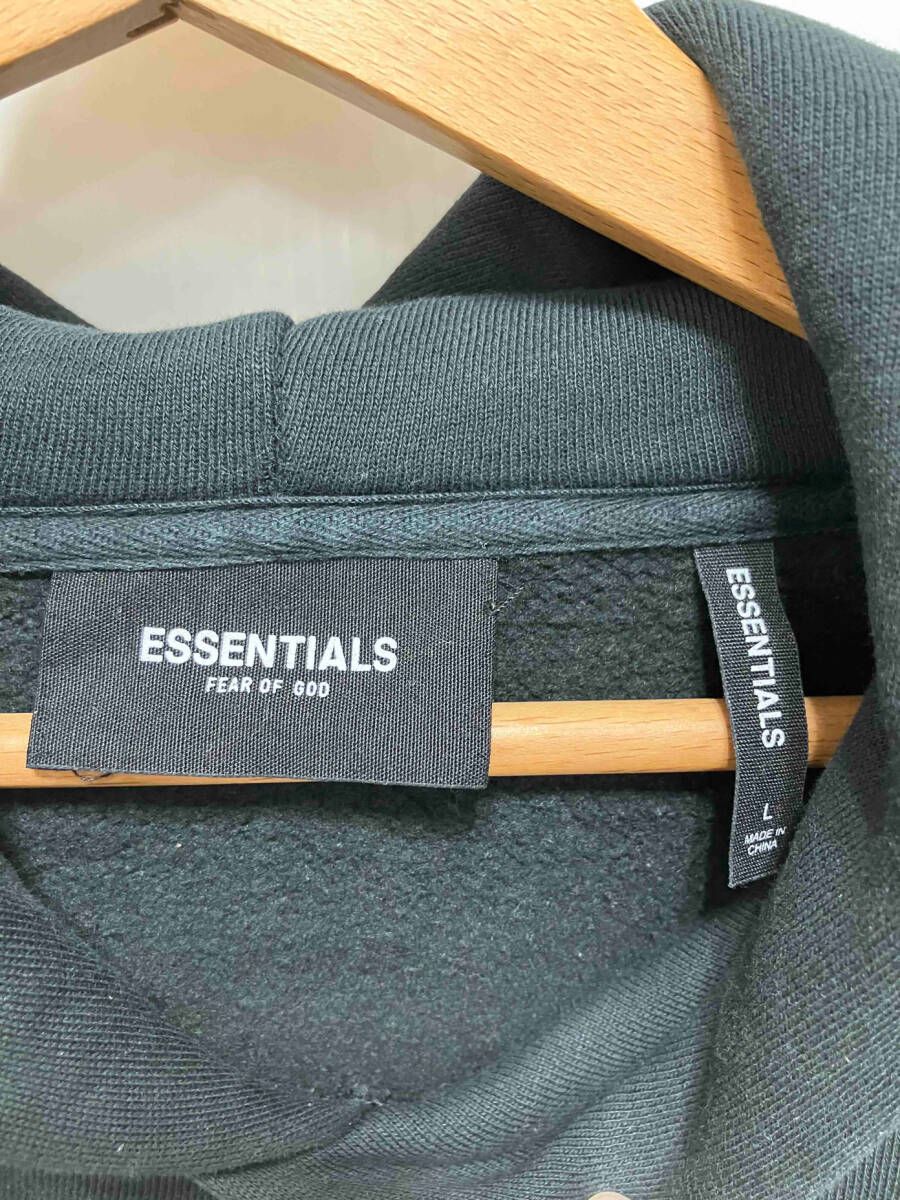 ESSENTIALS
FEAR OF GOD
ESSENTIALS
L
MADE IN
CHINA